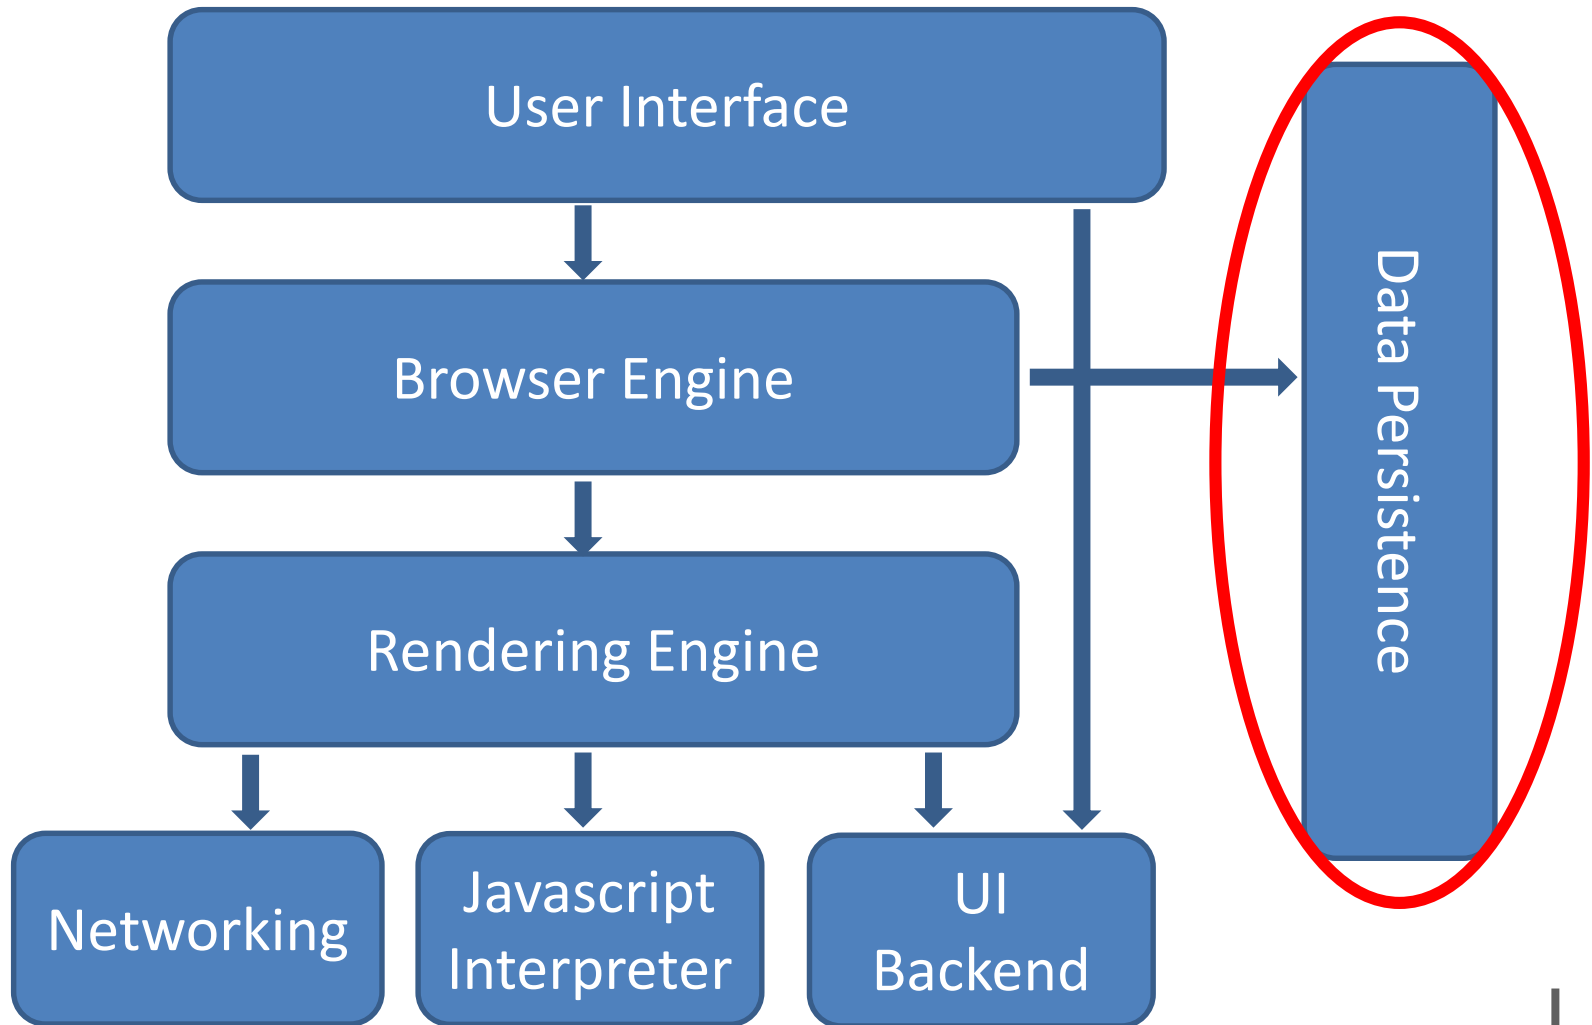 User Interface
Browser Engine
Data Persistence
Rendering Engine
Networking
Javascript
Interpreter
UI
Backend